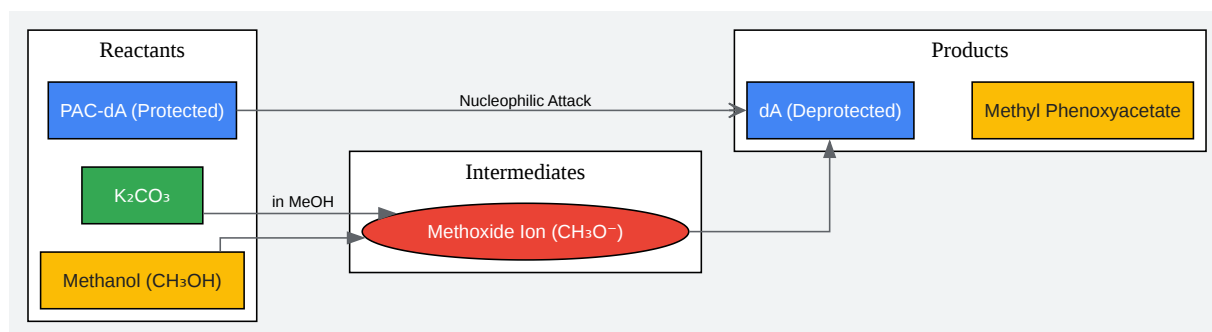 Reactants
PAC-dA (Protected)
K₂CO₃
Methanol (CH₃OH)
Nucleophilic Attack
in MeOH
Intermediates
Methoxide Ion (CH₃O⁻)
Products
dA (Deprotected)
Methyl Phenoxyacetate